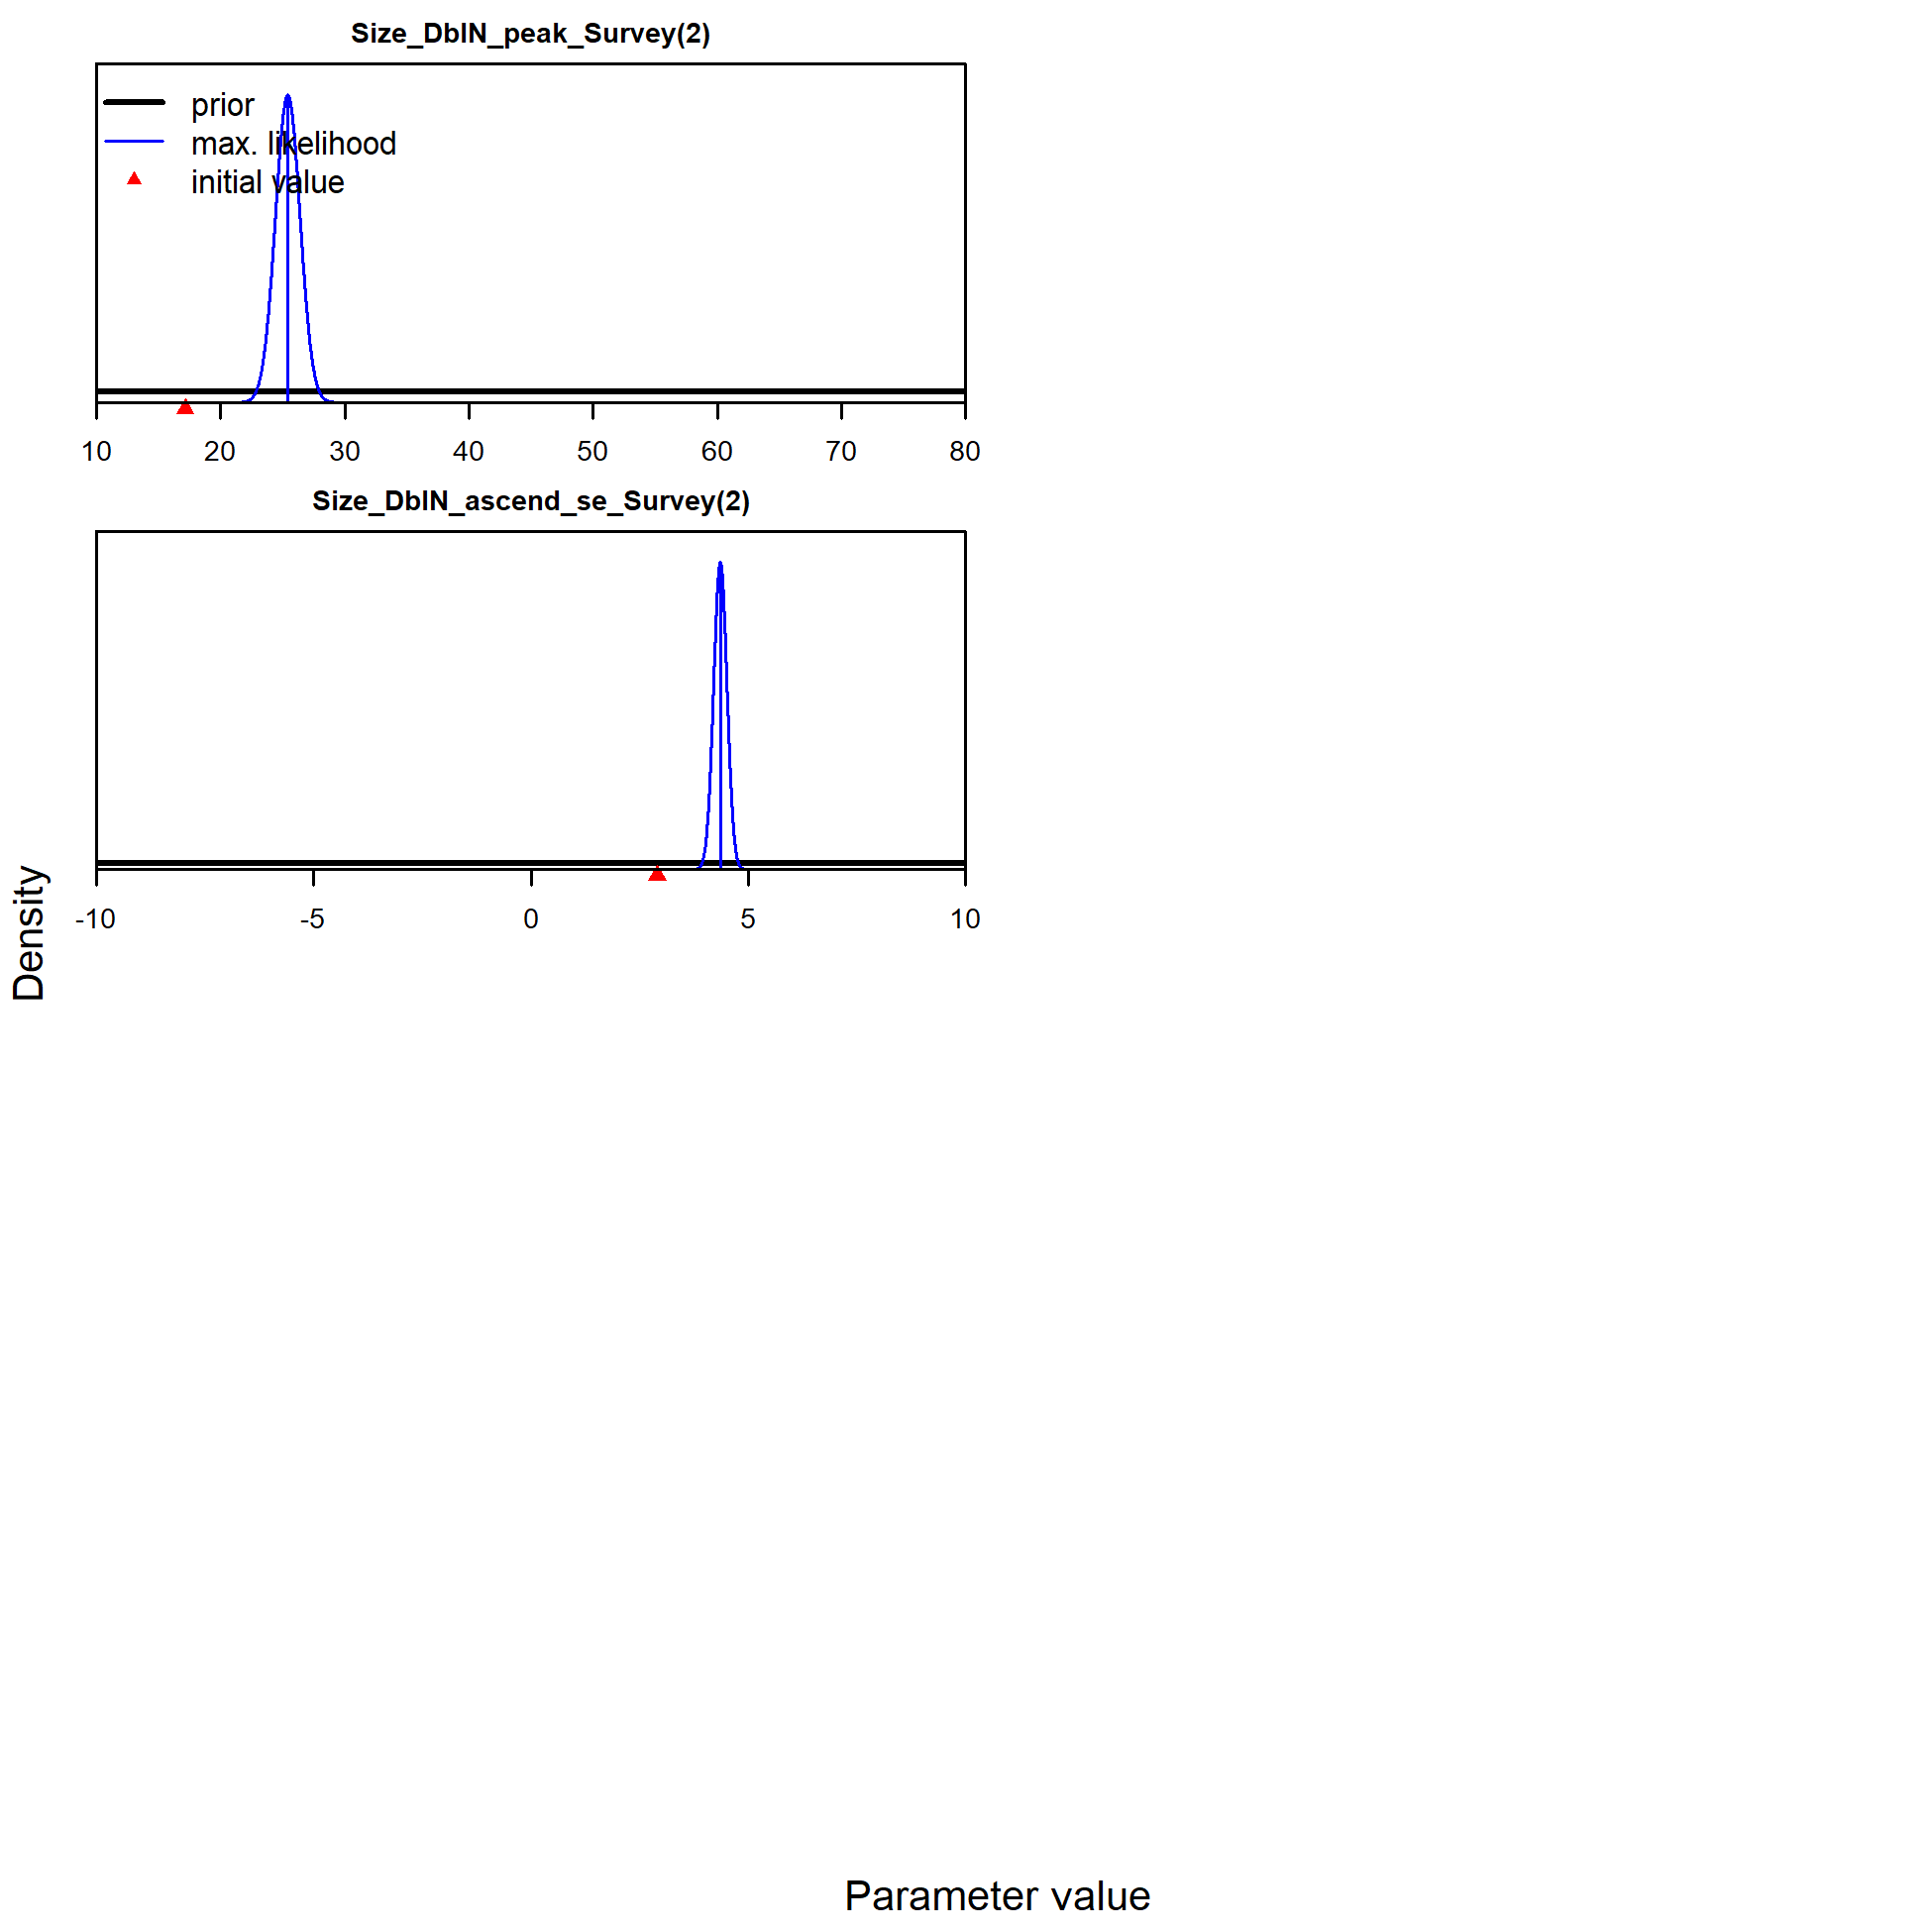 Size_DblN_peak_Survey(2)
prior
max. likelihood
initial value
10 20 30 40 50 60 70 80
Size_DblN_ascend_se_Survey(2)
-10 -5 0 5 10
Density
Parameter value